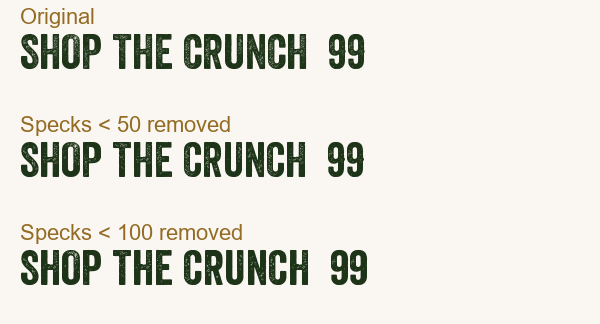 Original
SHOP THE CRUNCH 99
Specks < 50 removed
SHOP THE CRUNCH 99
Specks < 100 removed
SHOP THE CRUNCH 99